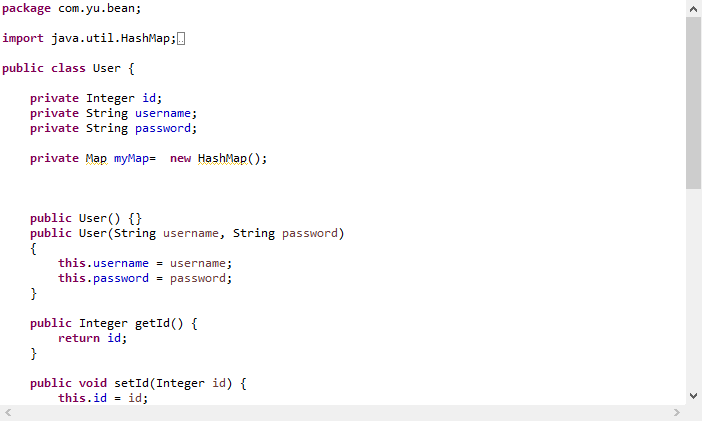 package com.yu.bean;
import java.util.HashMap;
public class User {
private Integer id;
private String username;
private String password;
private Map myMap=  new HashMap();
public User() {}
public User(String username, String password)
{
this.username = username;
this.password = password;
}
public Integer getId() {
return id;
}
public void setId(Integer id) {
this.id = id;